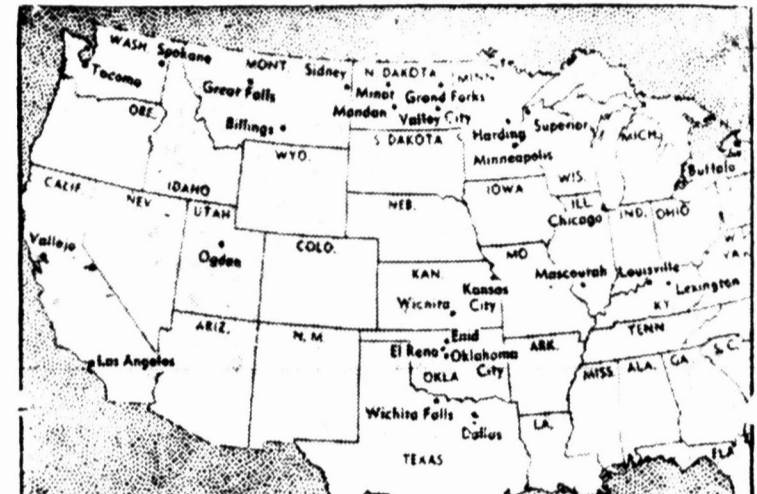 WASH Spokane
Tacoma
MONT. Sidney
N DAKOTA
MINN
Great Falls
Minot Grand Forks
Mandan Valley City
ORE.
Billings
Harding Superior
MICH.
S DAKOTA
Minneapolis
WYO.
Buffalo
WIS.
IDAHO
IOWA
CALIF
NEV
UTAH
NEB.
ILL
Chicago
IND. OHIO
Vallejo
Ogden
COLO.
MO
W
VA
KAN.
Mascoutah Louisville
Lexington
Kansas
City
Wichita
KY
TENN
ARIZ.
N. M.
Enid
ARK.
Los Angeles
El Reno Oklahoma
City
OKLA
MISS ALA. GA S.C.
Wichita Falls
LA.
Dallas
TEXAS
FLA